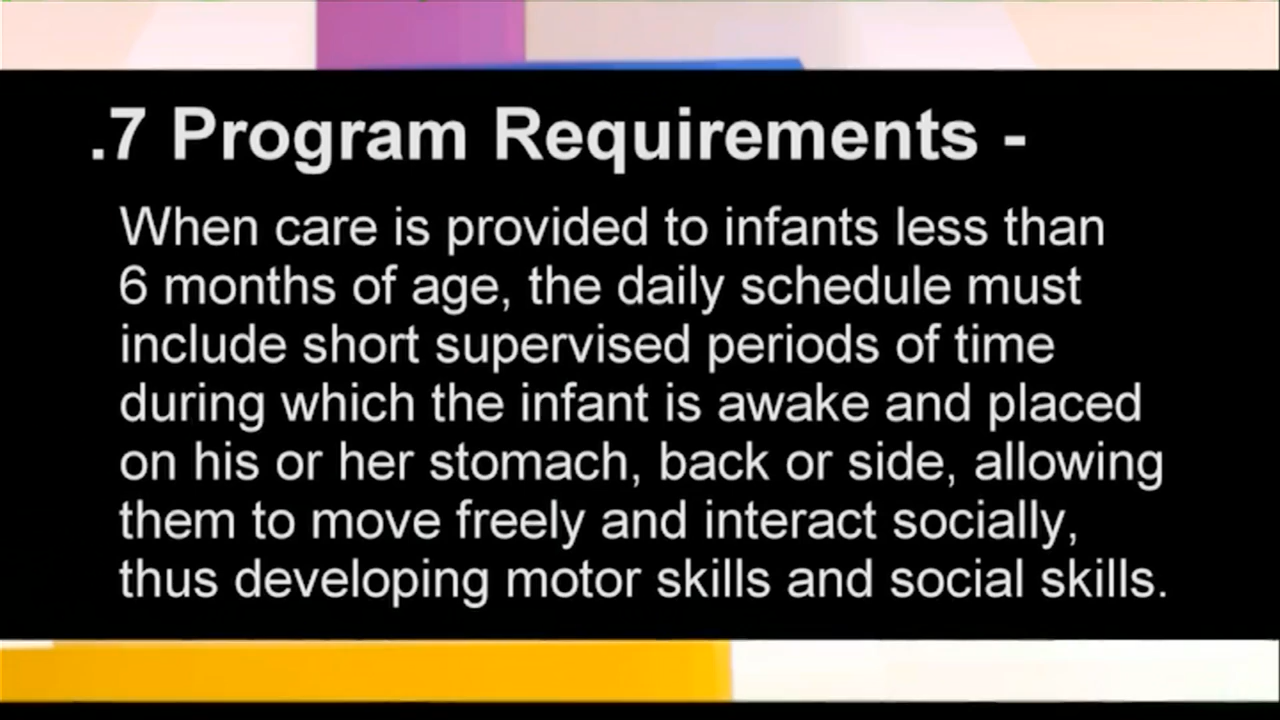 .7 Program Requirements -
When care is provided to infants less than
6 months of age, the daily schedule must
include short supervised periods of time
during which the infant is awake and placed
on his or her stomach, back or side, allowing
them to move freely and interact socially,
thus developing motor skills and social skills.